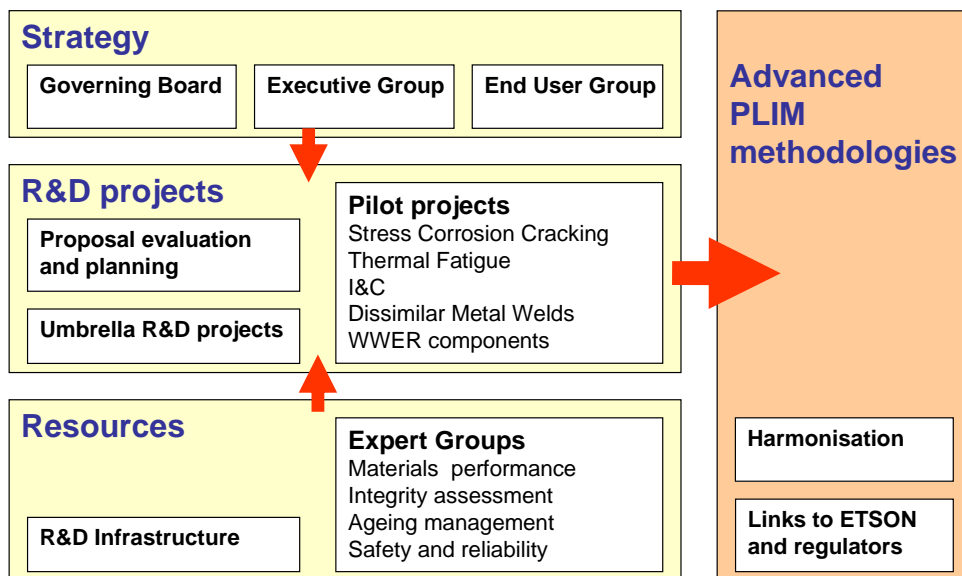 Strategy
Governing Board
Executive Group
End User Group
R&D projects
Proposal evaluation
and planning
Umbrella R&D projects
Pilot projects
Stress Corrosion Cracking
Thermal Fatigue
I&C
Dissimilar Metal Welds
WWER components
Resources
R&D Infrastructure
Expert Groups
Materials performance
Integrity assessment
Ageing management
Safety and reliability
Advanced
PLIM
methodologies
Harmonisation
Links to ETSON
and regulators